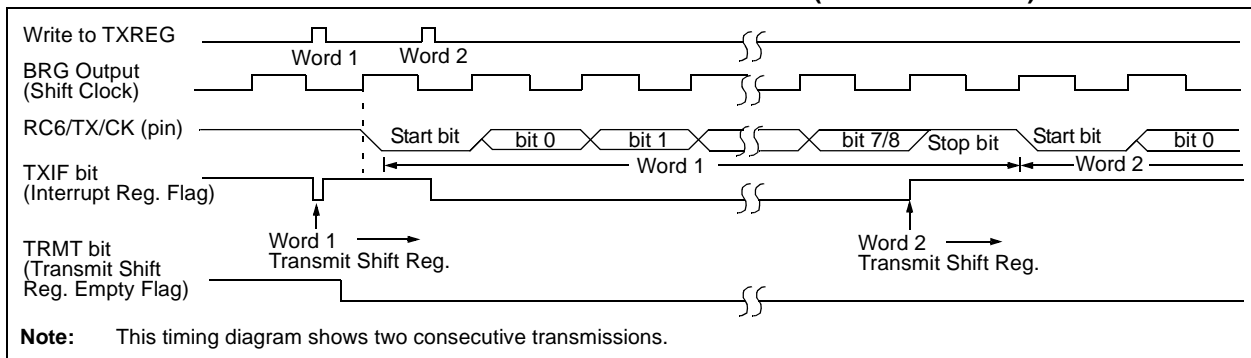 Write to TXREG
Word 1 Word 2
BRG Output
(Shift Clock)
RC6/TX/CK (pin)
Start bit bit 0 bit 1 bit 7/8 Stop bit Start bit bit 0
Word 1 Word 2
TXIF bit
(Interrupt Reg. Flag)
Word 1
Transmit Shift Reg.
Word 2
Transmit Shift Reg.
TRMT bit
(Transmit Shift
Reg. Empty Flag)
Note: This timing diagram shows two consecutive transmissions.